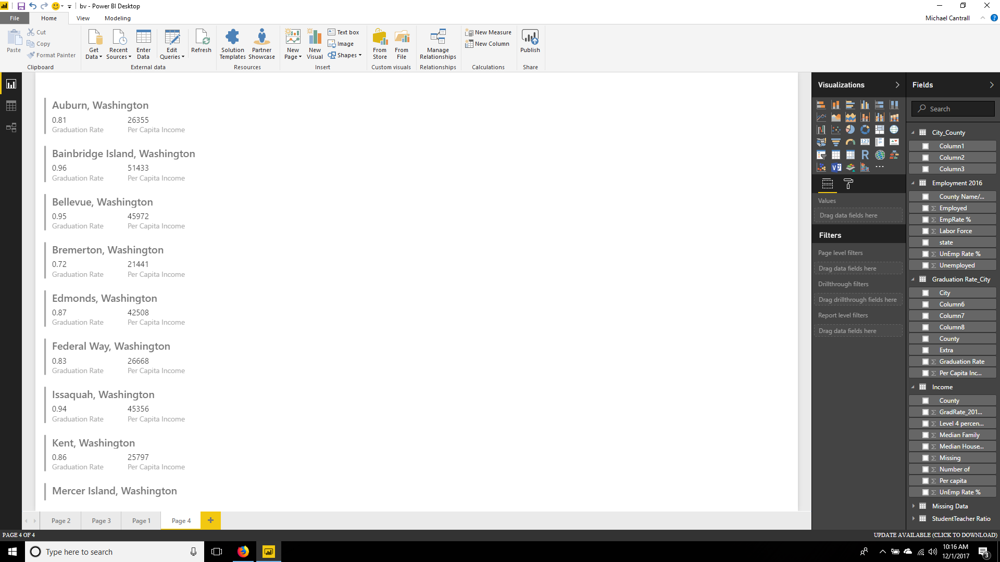 bv - Power BI Desktop
File
Home
View
Modeling
Michael Cantrall
Paste
Cut
Copy
Format Painter
Clipboard
Get Data
Recent Sources
Enter Data
Edit Queries
Refresh
External data
Solution Templates
Partner Showcase
Resources
New Page
New Visual
Text box
Image
Shapes
Insert
From Store
From File
Custom visuals
Manage Relationships
Relationships
New Measure
New Column
Calculations
Publish
Share
Auburn, Washington
0.81 26355
Graduation Rate Per Capita Income
Bainbridge Island, Washington
0.96 51433
Graduation Rate Per Capita Income
Bellevue, Washington
0.95 45972
Graduation Rate Per Capita Income
Bremerton, Washington
0.72 21441
Graduation Rate Per Capita Income
Edmonds, Washington
0.87 42508
Graduation Rate Per Capita Income
Federal Way, Washington
0.83 26668
Graduation Rate Per Capita Income
Issaquah, Washington
0.94 45356
Graduation Rate Per Capita Income
Kent, Washington
0.86 25797
Graduation Rate Per Capita Income
Mercer Island, Washington
Visualizations
123
R
Values
Drag data fields here
Filters
Page level filters
Drag data fields here
Drillthrough filters
Drag drillthrough fields here
Report level filters
Drag data fields here
Fields
Search
City_County
Column1
Column2
Column3
Employment 2016
County Name/...
Σ Employed
Σ EmpRate %
Σ Labor Force
state
Σ UnEmp Rate %
Σ Unemployed
Graduation Rate_City
City
Column6
Column7
Column8
County
Extra
Σ Graduation Rate
Σ Per Capita Inc...
Income
County
Σ GradRate_201...
Σ Level 4 percen...
Σ Median Family
Σ Median House...
Σ Missing
Σ Number of
Σ Per capita
Σ UnEmp Rate %
Missing Data
StudentTeacher Ratio
Page 2
Page 3
Page 1
Page 4
+
PAGE 4 OF 4
UPDATE AVAILABLE (CLICK TO DOWNLOAD)
Type here to search
10:16 AM
12/1/2017
3